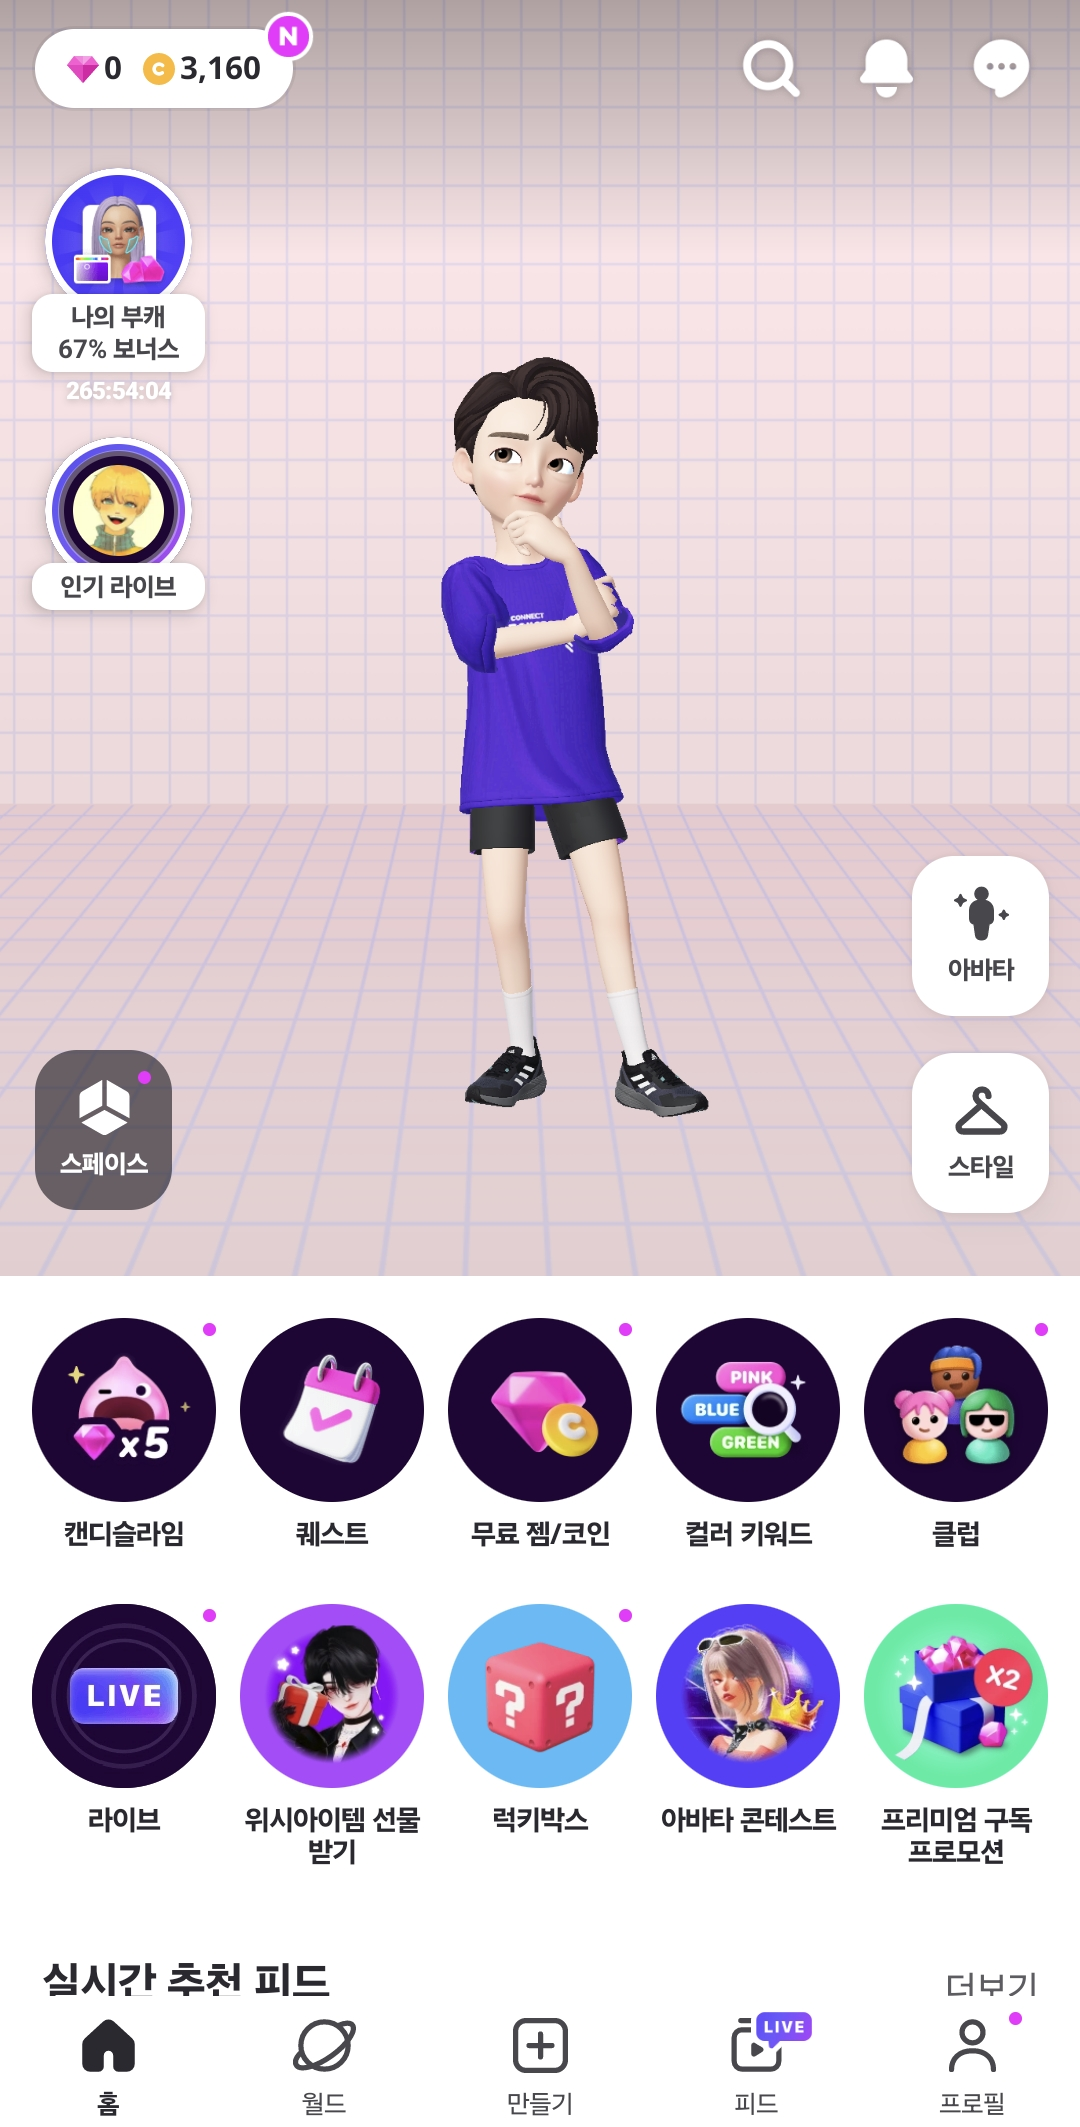 0 C 3,160 N
나의 부캐
67% 보너스
265:54:04
인기 라이브
CONNECT
아바타
스페이스
스타일
x5
C
PINK
BLUE
GREEN
캔디슬라임 퀘스트 무료 젬/코인 컬러 키워드 클럽
LIVE
? ?
X2
라이브 위시아이템 선물 받기 럭키박스 아바타 콘테스트 프리미엄 구독 프로모션
실시간 추천 피드 더보기
LIVE
홈 월드 만들기 피드 프로필